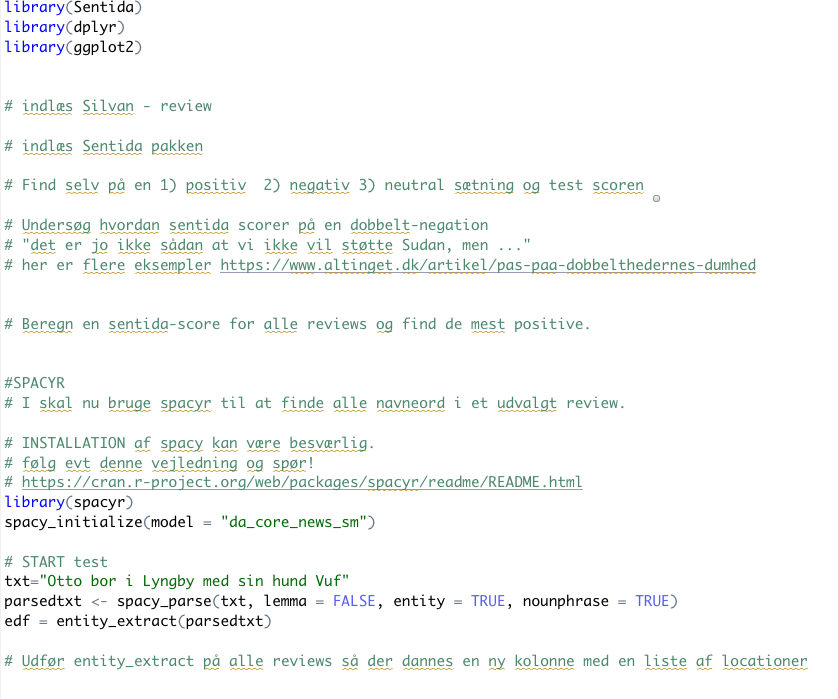 library(Sentida)
library(dplyr)
library(ggplot2)
# indlæs Silvan - review
# indlæs Sentida pakken
# Find selv på en 1) positiv  2) negativ 3) neutral sætning og test scoren
# Undersøg hvordan sentida scorer på en dobbelt-negation
# "det er jo ikke sådan at vi ikke vil støtte Sudan, men ..."
# her er flere eksempler https://www.altinget.dk/artikel/pas-paa-dobbelthedernes-dumhed
# Beregn en sentida-score for alle reviews og find de mest positive.
#SPACYR
# I skal nu bruge spacyr til at finde alle navneord i et udvalgt review.
# INSTALLATION af spacy kan være besværlig.
# følg evt denne vejledning og spør!
# https://cran.r-project.org/web/packages/spacyr/readme/README.html
library(spacyr)
spacy_initialize(model = "da_core_news_sm")
# START test
txt="Otto bor i Lyngby med sin hund Vuf"
parsedtxt <- spacy_parse(txt, lemma = FALSE, entity = TRUE, nounphrase = TRUE)
edf = entity_extract(parsedtxt)
# Udfør entity_extract på alle reviews så der dannes en ny kolonne med en liste af locationer